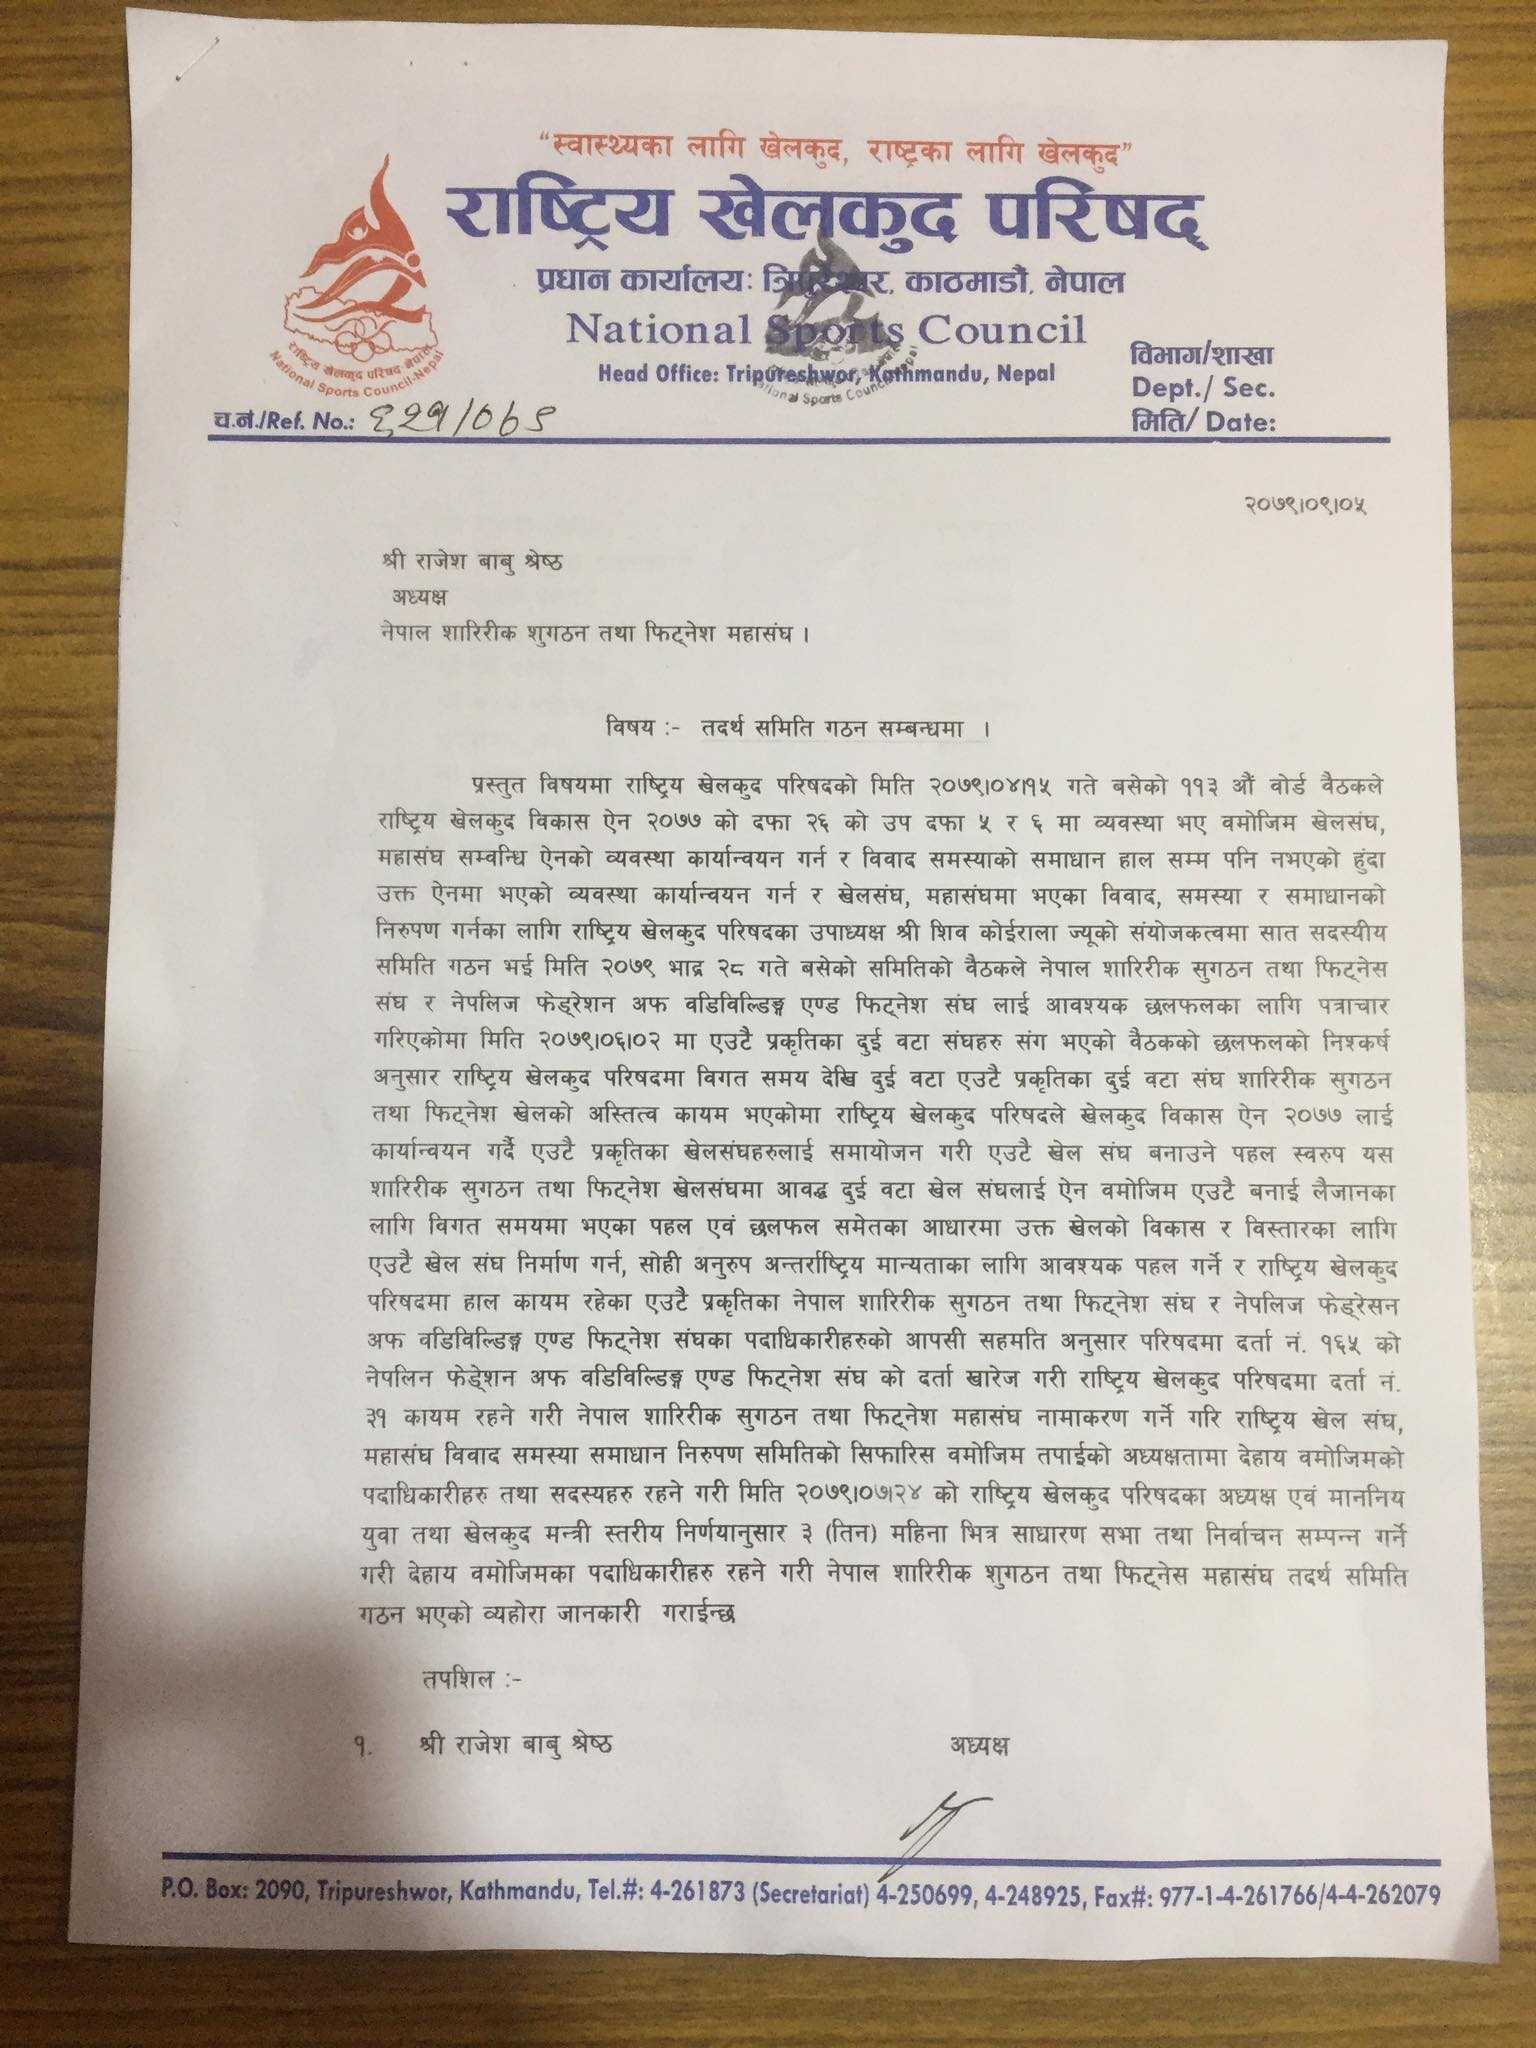 “स्वास्थ्यका लागि खेलकुद, राष्ट्रका लागि खेलकुद”
राष्ट्रिय खेलकुद परिषद्
प्रधान कार्यालयः त्रिपुरेश्वर, काठमाडौं, नेपाल
National Sports Council
Head Office: Tripureshwor, Kathmandu, Nepal
राष्ट्रिय खेलकुद परिषद नेपाल
National Sports Council-Nepal
विभाग/शाखा
Dept./ Sec.
च.नं./Ref. No.: ६२१/०७९
मिति/ Date:
२०७९।०९।०५
श्री राजेश बाबु श्रेष्ठ
अध्यक्ष
नेपाल शारिरीक शुगठन तथा फिट्नेश महासंघ ।
विषय :- तदर्थ समिति गठन सम्बन्धमा ।
प्रस्तुत विषयमा राष्ट्रिय खेलकुद परिषदको मिति २०७९।०४।१५ गते बसेको ११३ औं वोर्ड वैठकले
राष्ट्रिय खेलकुद विकास ऐन २०७७ को दफा २६ को उप दफा ५ र ६ मा व्यवस्था भए वमोजिम खेलसंघ,
महासंघ सम्वन्धि ऐनको व्यवस्था कार्यान्वयन गर्न र विवाद समस्याको समाधान हाल सम्म पनि नभएको हुंदा
उक्त ऐनमा भएको व्यवस्था कार्यान्वयन गर्न र खेलसंघ, महासंघमा भएका विवाद, समस्या र समाधानको
निरुपण गर्नका लागि राष्ट्रिय खेलकुद परिषदका उपाध्यक्ष श्री शिव कोईराला ज्यूको संयोजकत्वमा सात सदस्यीय
समिति गठन भई मिति २०७९ भाद्र २८ गते बसेको समितिको वैठकले नेपाल शारिरीक सुगठन तथा फिट्नेस
संघ र नेपलिज फेड्रेशन अफ वडिविल्डिङ्ग एण्ड फिट्नेश संघ लाई आवश्यक छलफलका लागि पत्राचार
गरिएकोमा मिति २०७९।०६।०२ मा एउटै प्रकृतिका दुई वटा संघहरु संग भएको वैठकको छलफलको निश्कर्ष
अनुसार राष्ट्रिय खेलकुद परिषदमा विगत समय देखि दुई वटा एउटै प्रकृतिका दुई वटा संघ शारिरीक सुगठन
तथा फिट्नेश खेलको अस्तित्व कायम भएकोमा राष्ट्रिय खेलकुद परिषदले खेलकुद विकास ऐन २०७७ लाई
कार्यान्वयन गर्दै एउटै प्रकृतिका खेलसंघहरुलाई समायोजन गरी एउटै खेल संघ बनाउने पहल स्वरुप यस
शारिरीक सुगठन तथा फिट्नेश खेलसंघमा आवद्ध दुई वटा खेल संघलाई ऐन वमोजिम एउटै बनाई लैजानका
लागि विगत समयमा भएका पहल एवं छलफल समेतका आधारमा उक्त खेलको विकास र विस्तारका लागि
एउटै खेल संघ निर्माण गर्न, सोही अनुरुप अन्तर्राष्ट्रिय मान्यताका लागि आवश्यक पहल गर्ने र राष्ट्रिय खेलकुद
परिषदमा हाल कायम रहेका एउटै प्रकृतिका नेपाल शारिरीक सुगठन तथा फिट्नेश संघ र नेपलिज फेड्रेसन
अफ वडिविल्डिङ्ग एण्ड फिट्नेश संघका पदाधिकारीहरुको आपसी सहमति अनुसार परिषदमा दर्ता नं. १६५ को
नेपलिन फेड्रेशन अफ वडिविल्डिङ्ग एण्ड फिट्नेश संघ को दर्ता खारेज गरी राष्ट्रिय खेलकुद परिषदमा दर्ता नं.
३१ कायम रहने गरी नेपाल शारिरीक सुगठन तथा फिट्नेश महासंघ नामाकरण गर्ने गरि राष्ट्रिय खेल संघ,
महासंघ विवाद समस्या समाधान निरुपण समितिको सिफारिस वमोजिम तपाईको अध्यक्षतामा देहाय वमोजिमको
पदाधिकारीहरु तथा सदस्यहरु रहने गरी मिति २०७९।०७।२४ को राष्ट्रिय खेलकुद परिषदका अध्यक्ष एवं माननिय
युवा तथा खेलकुद मन्त्री स्तरीय निर्णयानुसार ३ (तिन) महिना भित्र साधारण सभा तथा निर्वाचन सम्पन्न गर्ने
गरी देहाय वमोजिमका पदाधिकारीहरु रहने गरी नेपाल शारिरीक शुगठन तथा फिट्नेस महासंघ तदर्थ समिति
गठन भएको व्यहोरा जानकारी गराईन्छ
तपशिल :-
१. श्री राजेश बाबु श्रेष्ठ अध्यक्ष
P.O. Box: 2090, Tripureshwor, Kathmandu, Tel.#: 4-261873 (Secretariat) 4-250699, 4-248925, Fax#: 977-1-4-261766/4-4-262079